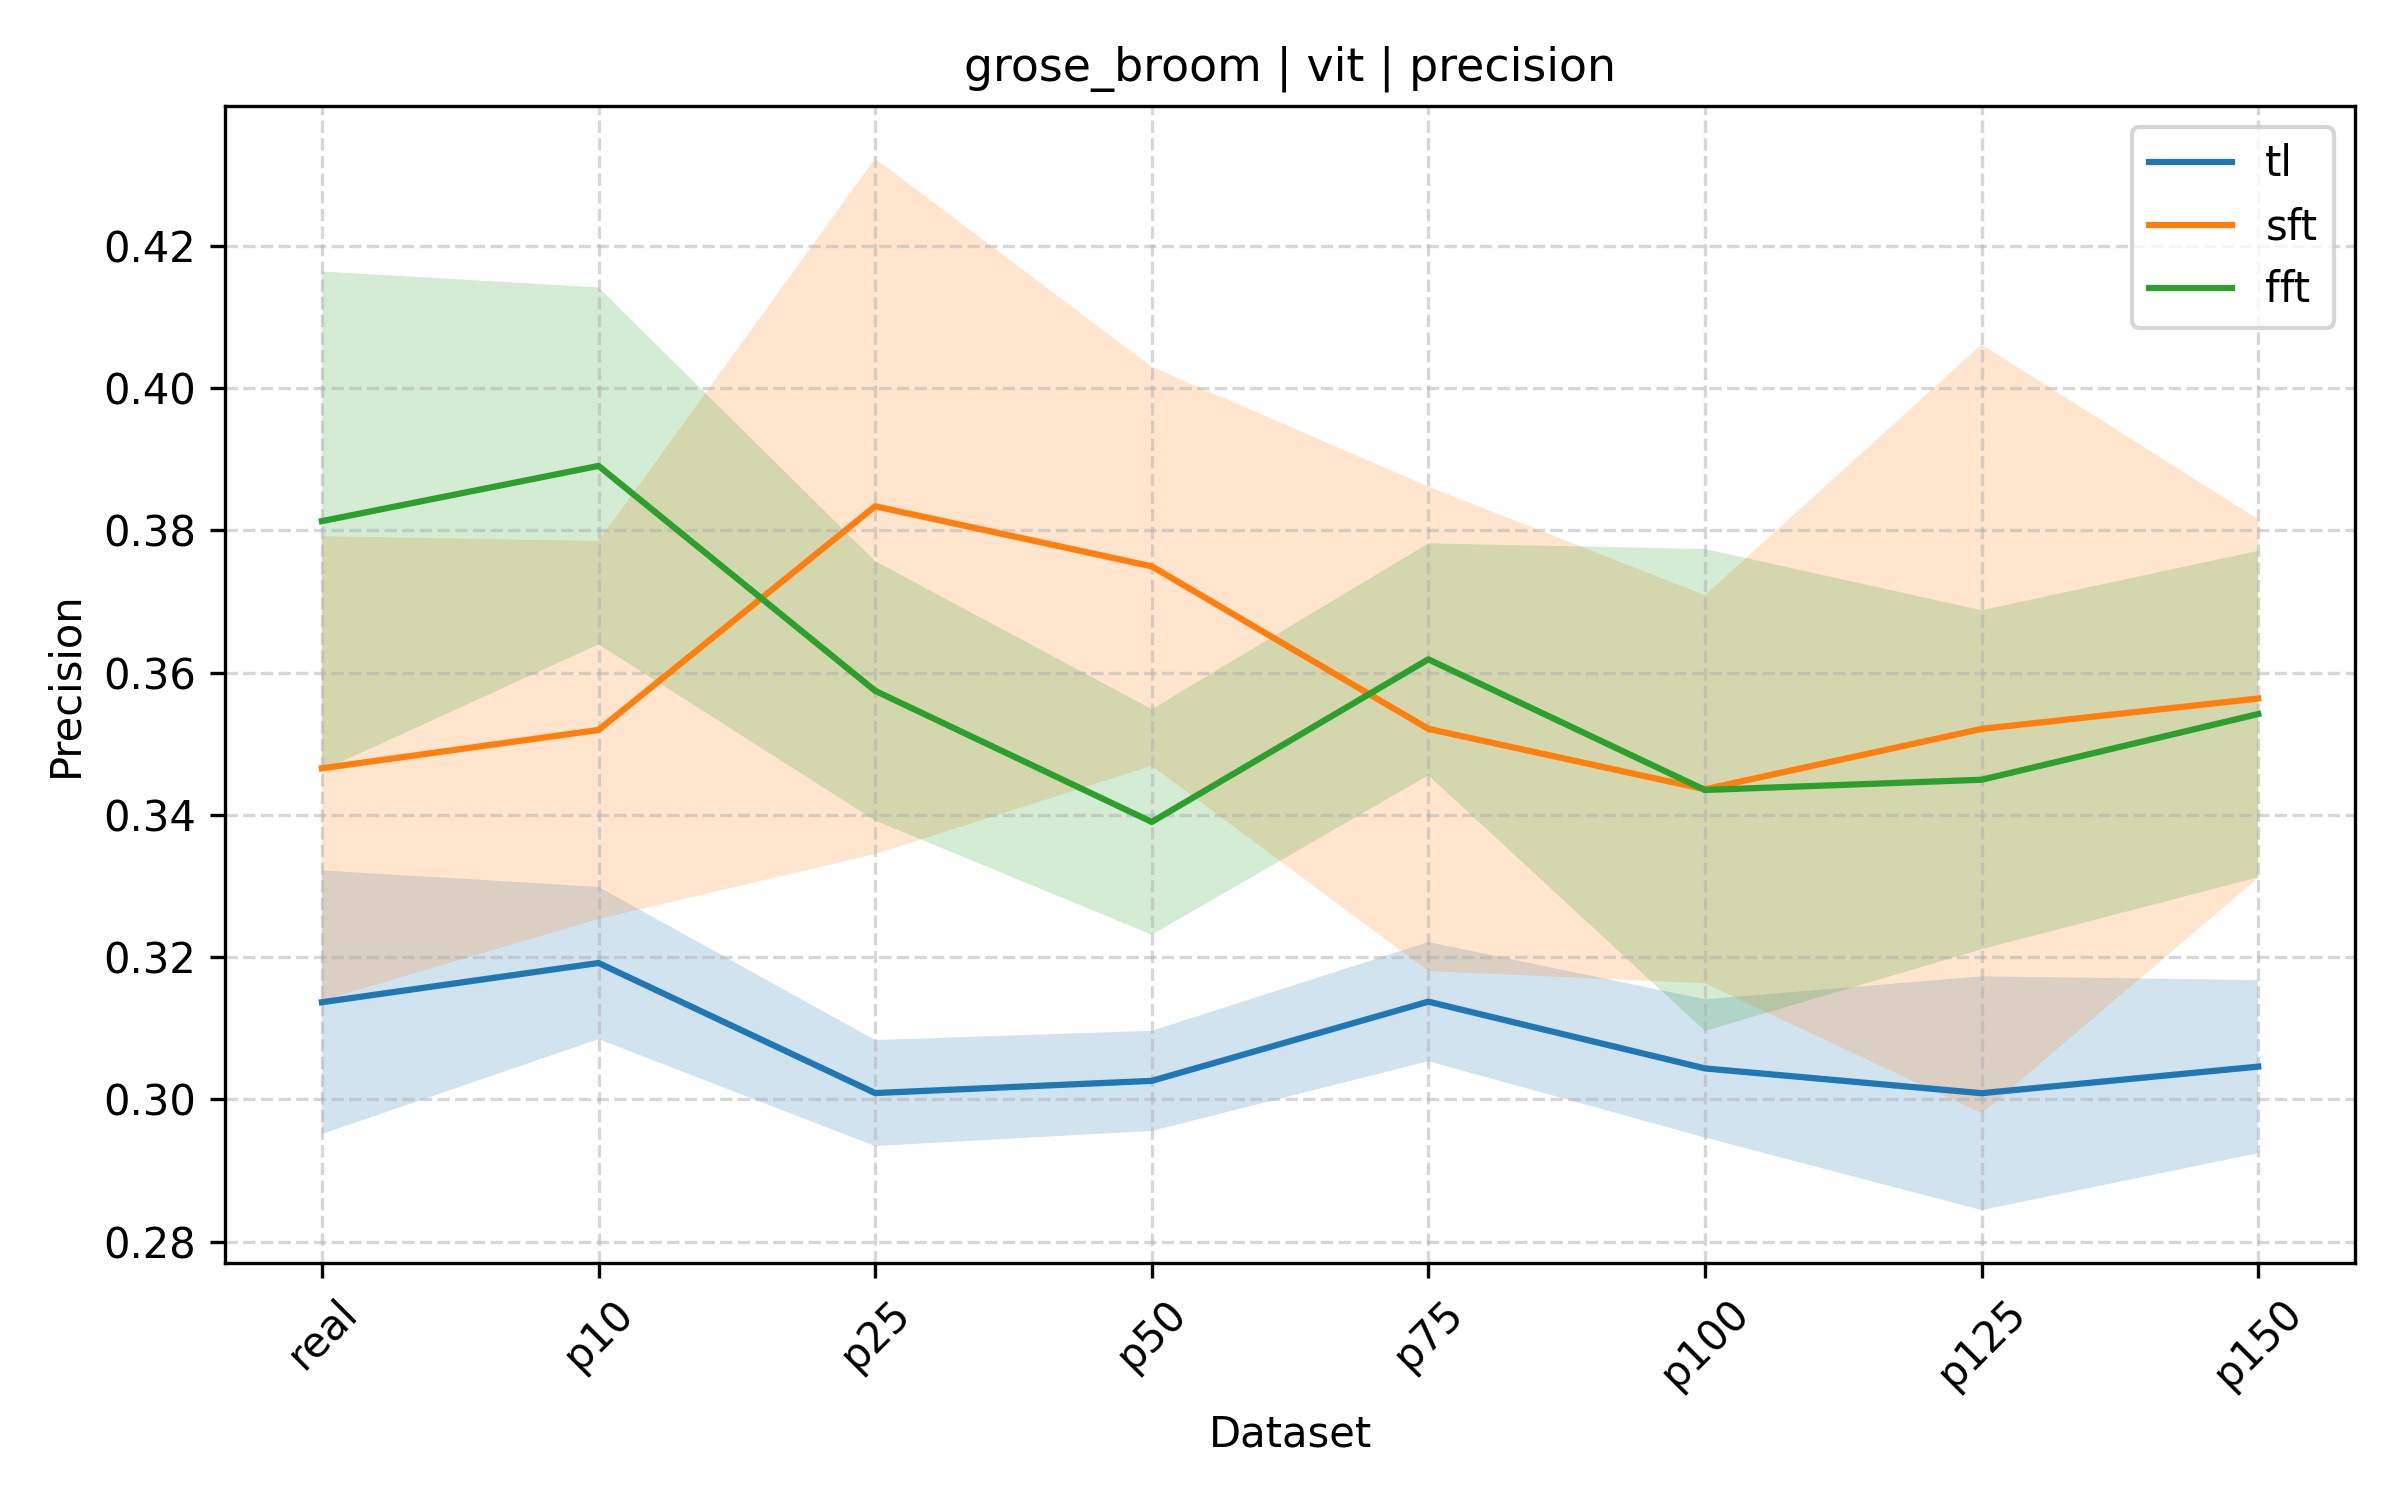 grose_broom | vit | precision
tl
sft
fft
0.42
0.40
0.38
0.36
0.34
0.32
0.30
0.28
Precision
real
p10
p25
p50
p75
p100
p125
p150
Dataset